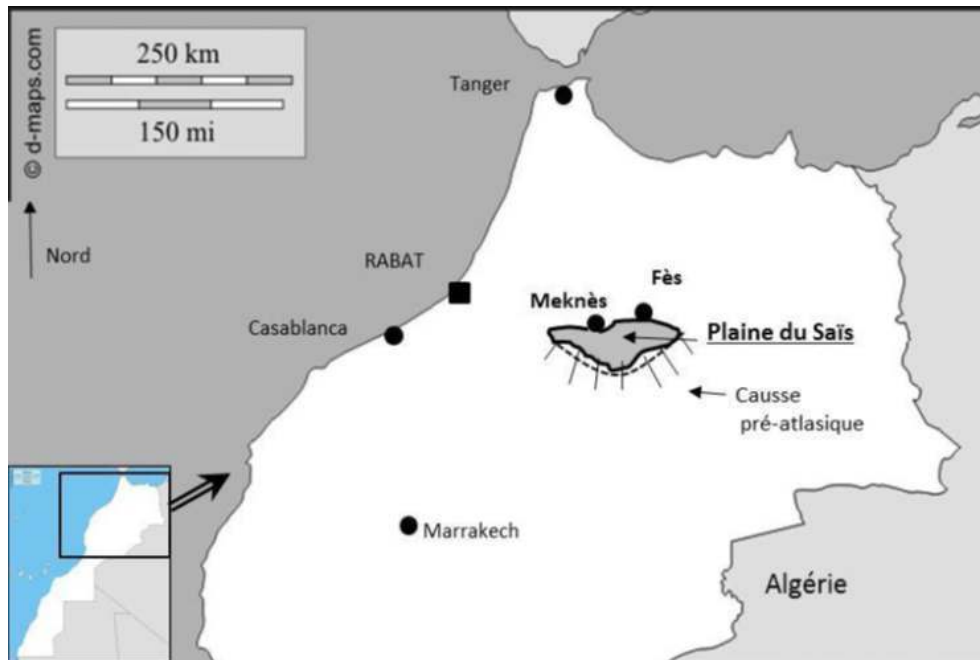 250 km
150 mi
© d-maps.com
Nord
Tanger
RABAT
Casablanca
Meknès
Fès
Plaine du Saïs
Causse
pré-atlasique
Marrakech
Algérie